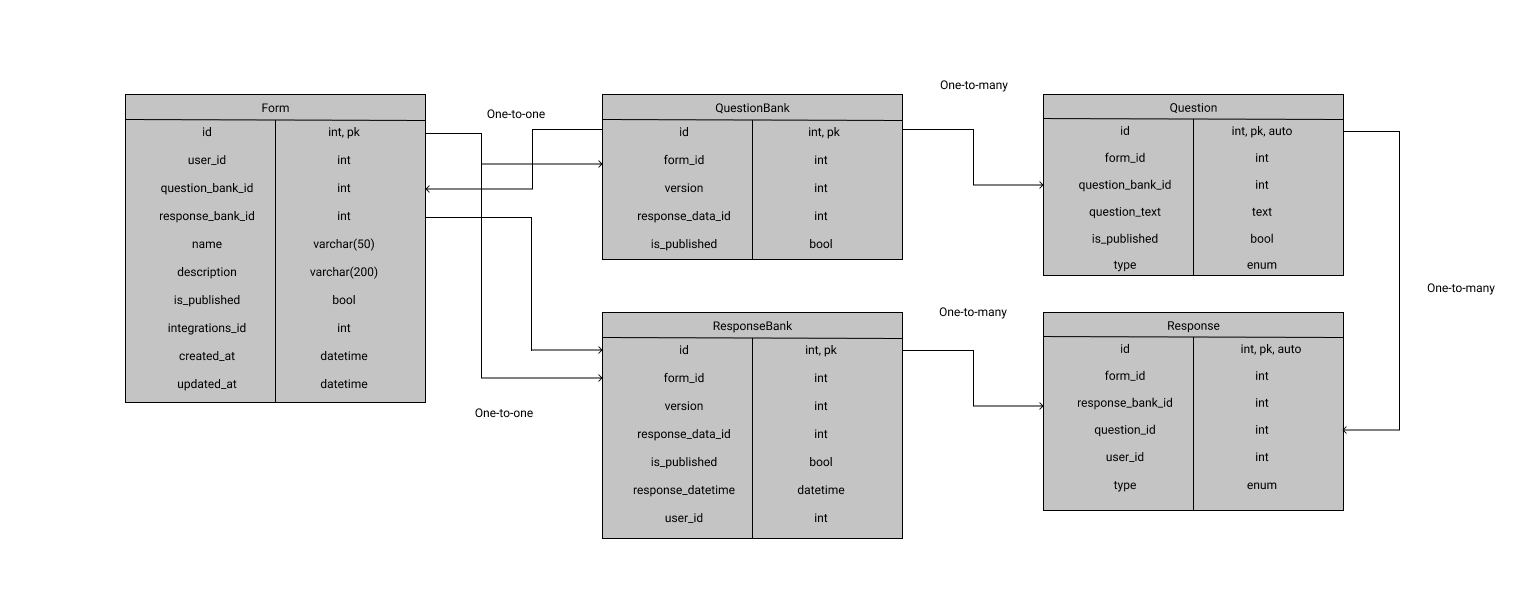 One-to-many
One-to-one
Form
id int, pk
user_id int
question_bank_id int
response_bank_id int
name varchar(50)
description varchar(200)
is_published bool
integrations_id int
created_at datetime
updated_at datetime
QuestionBank
id int, pk
form_id int
version int
response_data_id int
is_published bool
Question
id int, pk, auto
form_id int
question_bank_id int
question_text text
is_published bool
type enum
One-to-many
One-to-many
One-to-one
ResponseBank
id int, pk
form_id int
version int
response_data_id int
is_published bool
response_datetime datetime
user_id int
Response
id int, pk, auto
form_id int
response_bank_id int
question_id int
user_id int
type enum